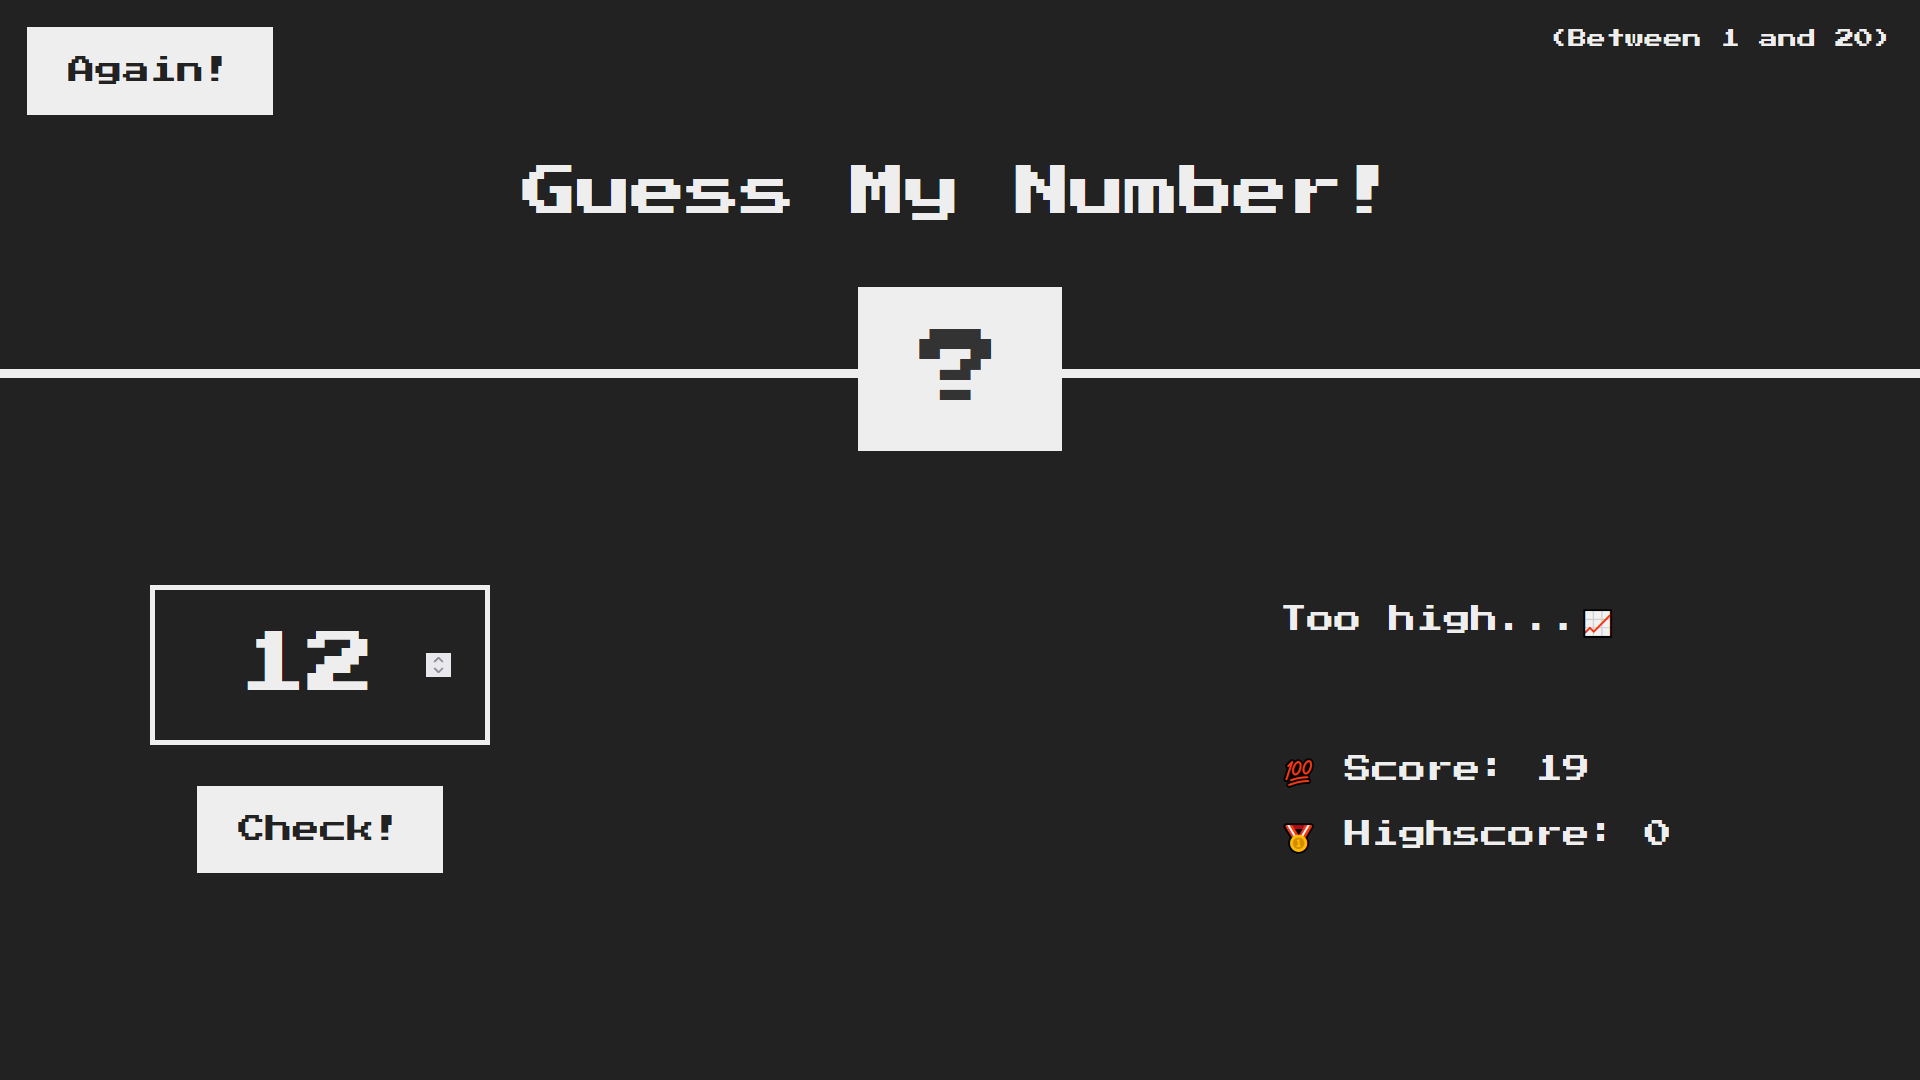 Again!
(Between 1 and 20)
Guess My Number!
?
12
Too high...📈
Check!
💯 Score: 19
🥇 Highscore: 0